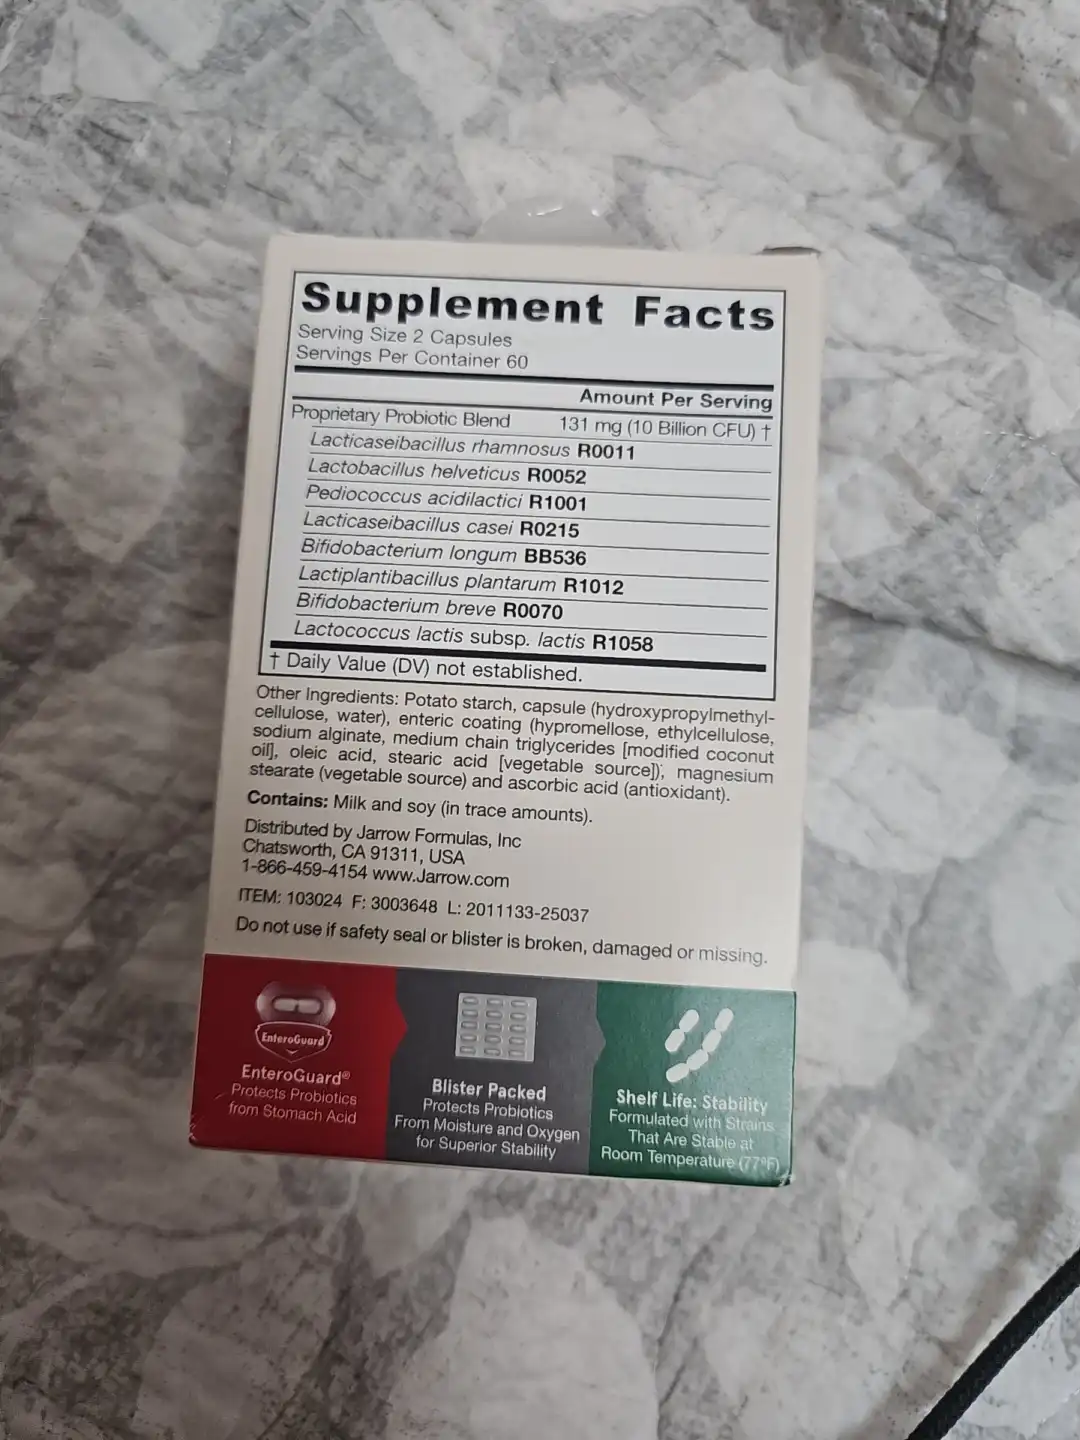 Supplement Facts
Serving Size 2 Capsules
Servings Per Container 60
Amount Per Serving
Proprietary Probiotic Blend 131 mg (10 Billion CFU) †
Lacticaseibacillus rhamnosus R0011
Lactobacillus helveticus R0052
Pediococcus acidilactici R1001
Lacticaseibacillus casei R0215
Bifidobacterium longum BB536
Lactiplantibacillus plantarum R1012
Bifidobacterium breve R0070
Lactococcus lactis subsp. lactis R1058
† Daily Value (DV) not established.
Other Ingredients: Potato starch, capsule (hydroxypropylmethyl-
cellulose, water), enteric coating (hypromellose, ethylcellulose,
sodium alginate, medium chain triglycerides [modified coconut
oil], oleic acid, stearic acid [vegetable source]), magnesium
stearate (vegetable source) and ascorbic acid (antioxidant).
Contains: Milk and soy (in trace amounts).
Distributed by Jarrow Formulas, Inc
Chatsworth, CA 91311, USA
1-866-459-4154 www.Jarrow.com
ITEM: 103024 F: 3003648 L: 2011133-25037
Do not use if safety seal or blister is broken, damaged or missing.
EnteroGuard
EnteroGuard®
Protects Probiotics
from Stomach Acid
Blister Packed
Protects Probiotics
From Moisture and Oxygen
for Superior Stability
Shelf Life: Stability
Formulated with Strains
That Are Stable at
Room Temperature (77°F)